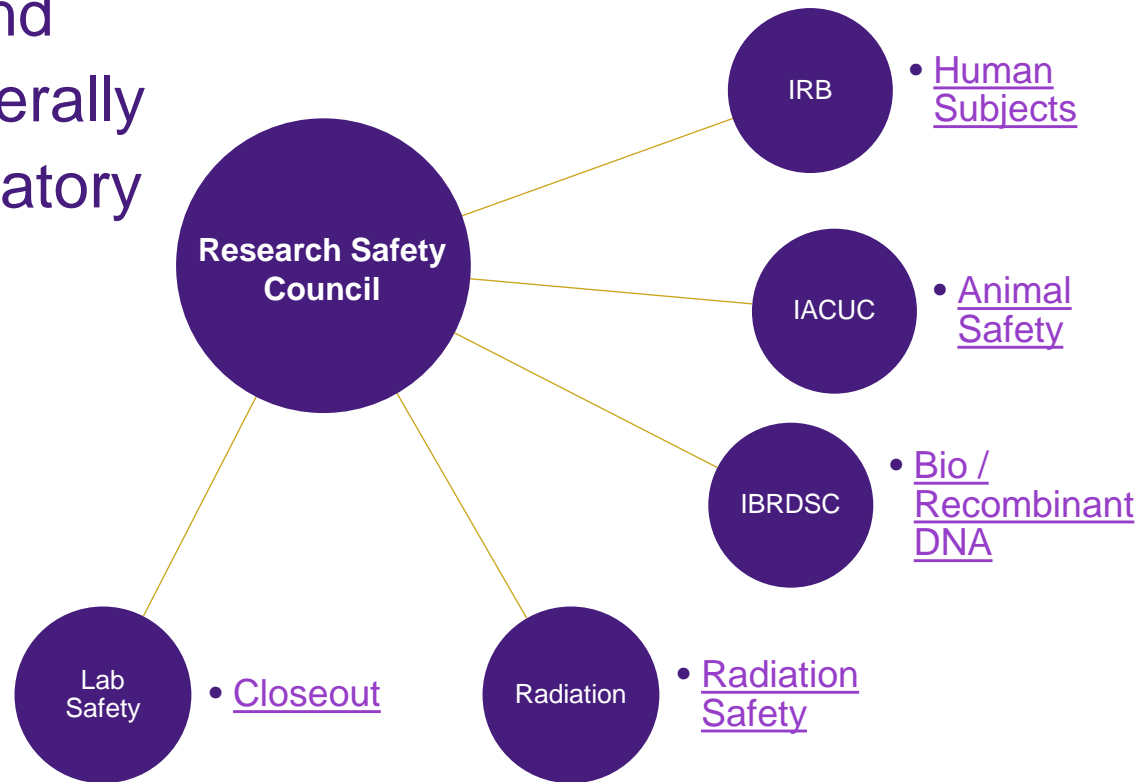 nd
erally
atory
Research Safety
Council
IRB
• Human
Subjects
IACUC
• Animal
Safety
IBRDSC
• Bio /
Recombinant
DNA
Lab
Safety
• Closeout
Radiation
• Radiation
Safety